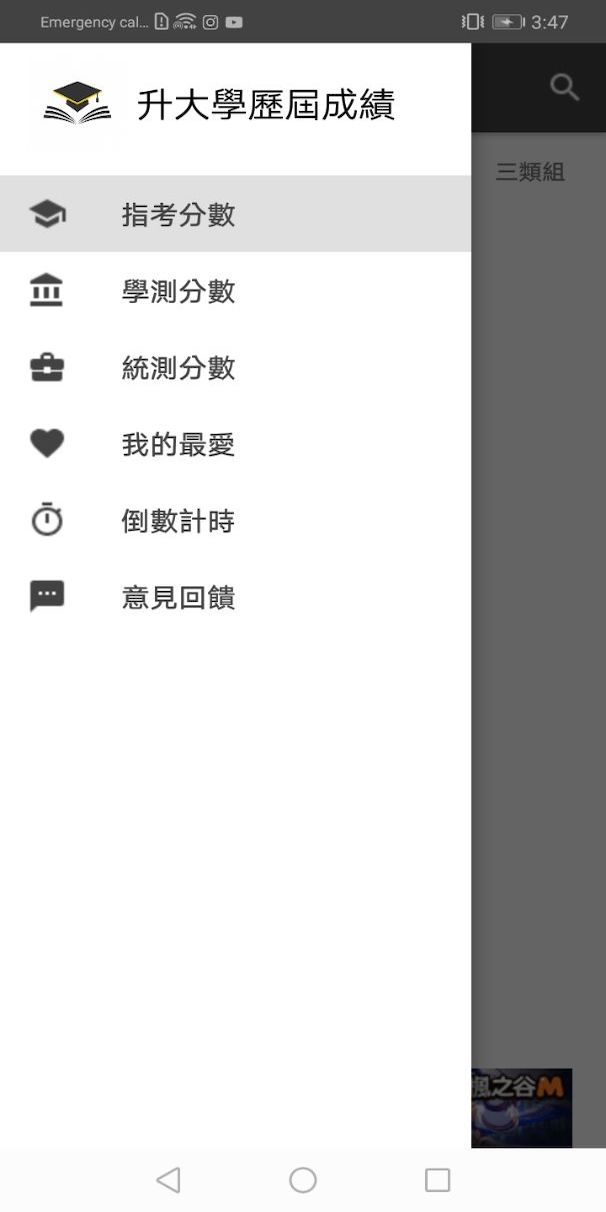 Emergency cal... 3:47
升大學歷屆成績
三類組
指考分數
學測分數
統測分數
我的最愛
倒數計時
意見回饋
楓之谷M